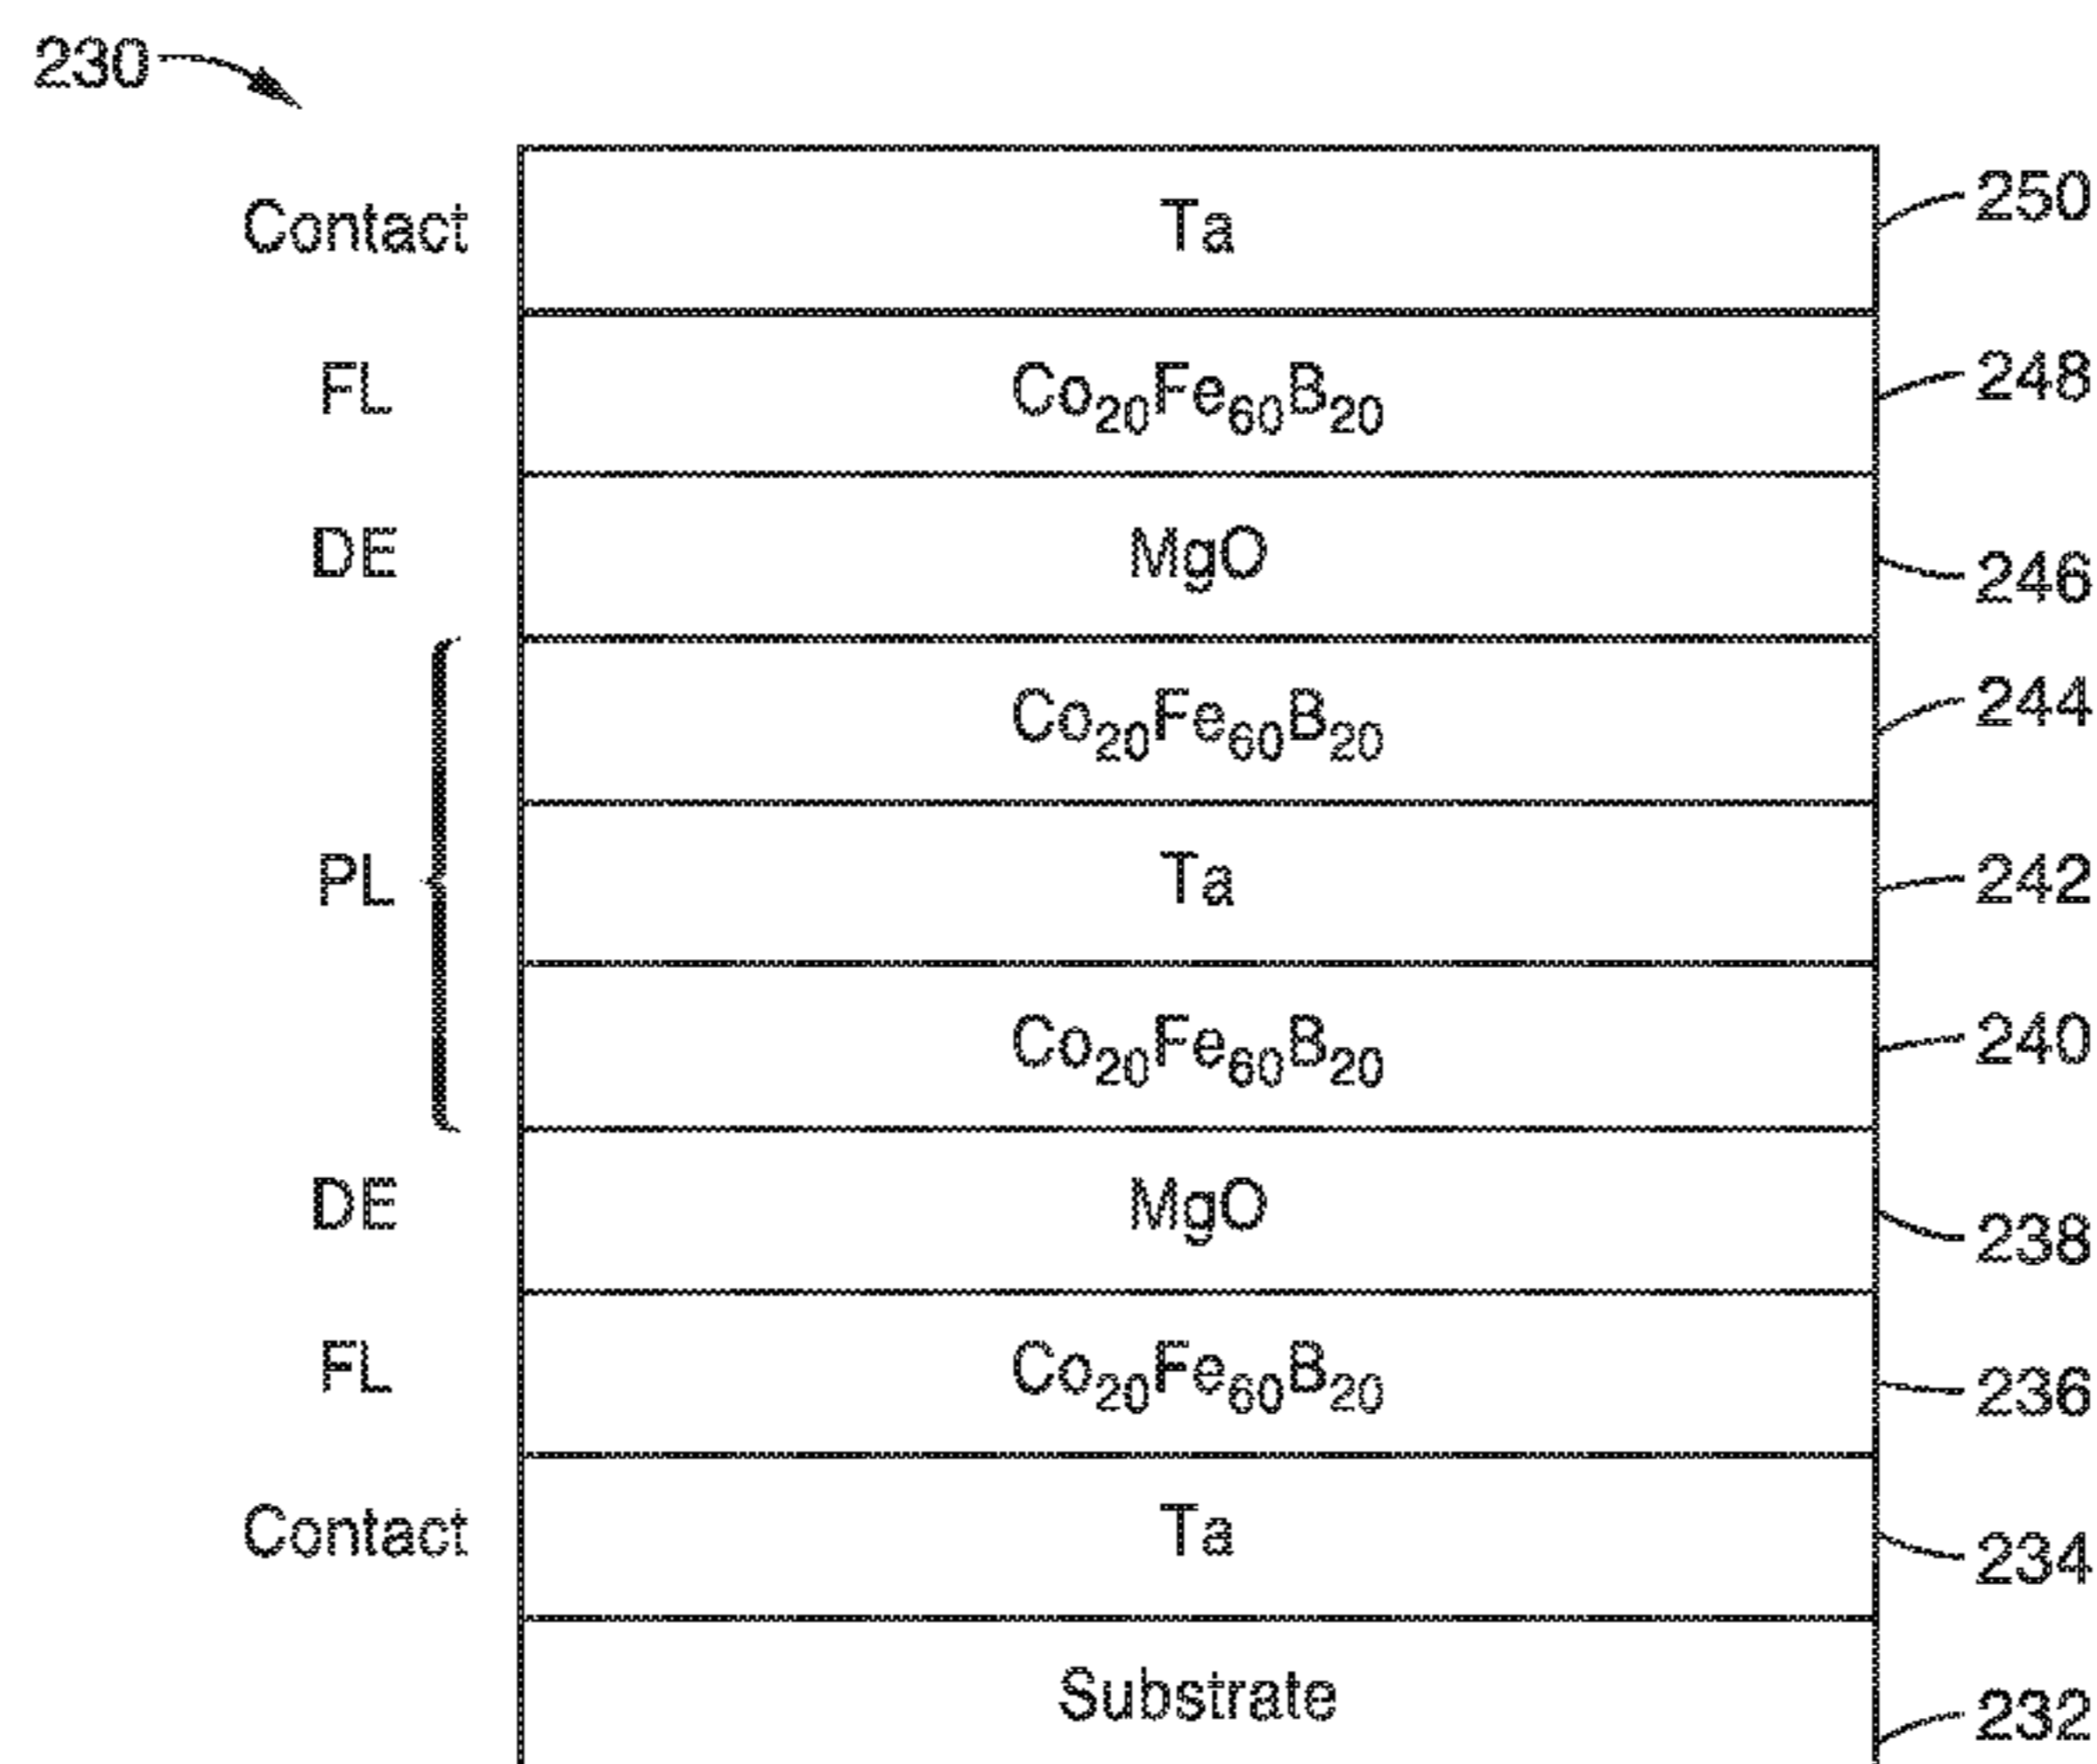 230
Contact Ta 250
FL Co20Fe60B20 248
DE MgO 246
Co20Fe60B20 244
PL Ta 242
Co20Fe60B20 240
DE MgO 238
FL Co20Fe60B20 236
Contact Ta 234
Substrate 232